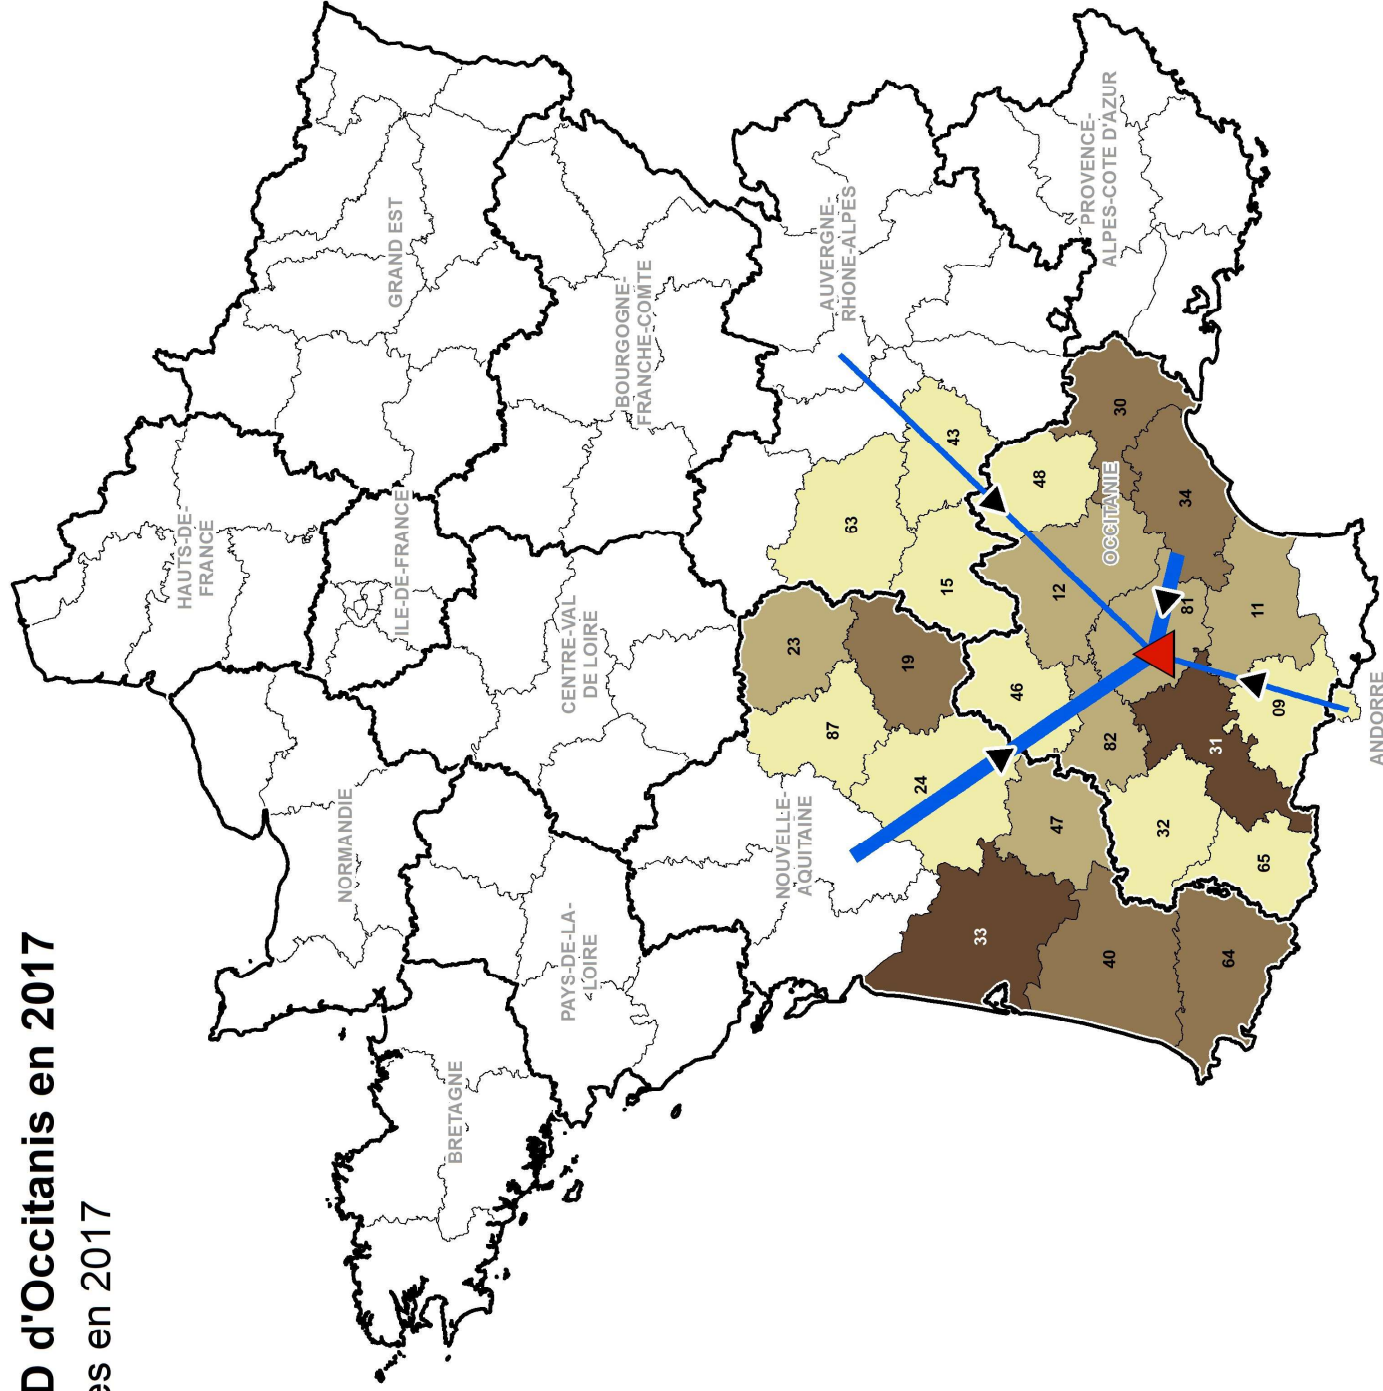 D d'Occitanis en 2017
es en 2017
HAUTS-DE-
FRANCE
NORMANDIE
ILE-DE-FRANCE
GRAND EST
BRETAGNE
PAYS-DE-LA-
LOIRE
CENTRE-VAL
DE LOIRE
BOURGOGNE-
FRANCHE-COMTE
NOUVELLE-
AQUITAINE
AUVERGNE-
RHONE-ALPES
PROVENCE-
ALPES-COTE D'AZUR
OCCITANIE
ANDORRE
23
87
19
63
24
15
43
33
46
48
47
12
40
82
30
32
81
34
64
65
31
09
11